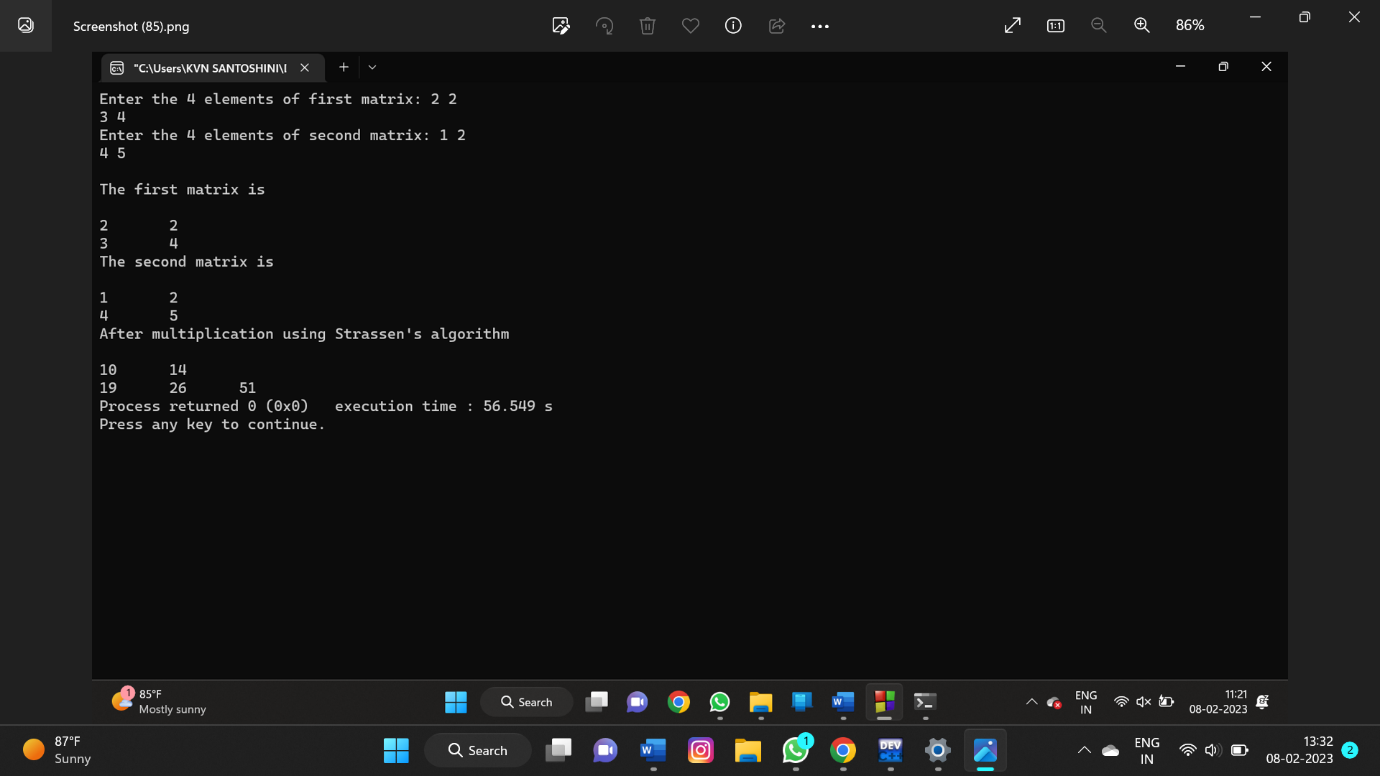 Screenshot (85).png
86%
"C:\Users\KVN SANTOSHINI\I
Enter the 4 elements of first matrix: 2 2
3 4
Enter the 4 elements of second matrix: 1 2
4 5
The first matrix is
2 2
3 4
The second matrix is
1 2
4 5
After multiplication using Strassen's algorithm
10 14
19 26 51
Process returned 0 (0x0) execution time : 56.549 s
Press any key to continue.
1
85°F
Mostly sunny
Search
W
ENG
IN
11:21
08-02-2023
87°F
Sunny
Search
W
1
DEV
C++
ENG
IN
13:32
08-02-2023
2